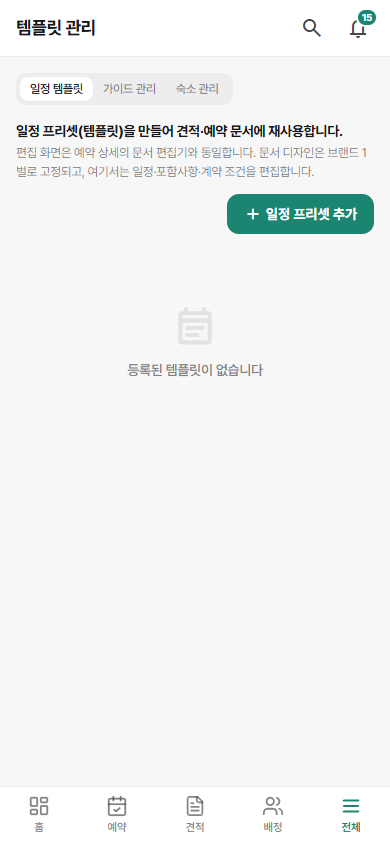 템플릿 관리
15
일정 템플릿
가이드 관리
숙소 관리
일정 프리셋(템플릿)을 만들어 견적·예약 문서에 재사용합니다.
편집 화면은 예약 상세의 문서 편집기와 동일합니다. 문서 디자인은 브랜드 1
벌로 고정되고, 여기서는 일정·포함사항·계약 조건을 편집합니다.
+ 일정 프리셋 추가
등록된 템플릿이 없습니다
홈
예약
견적
배정
전체